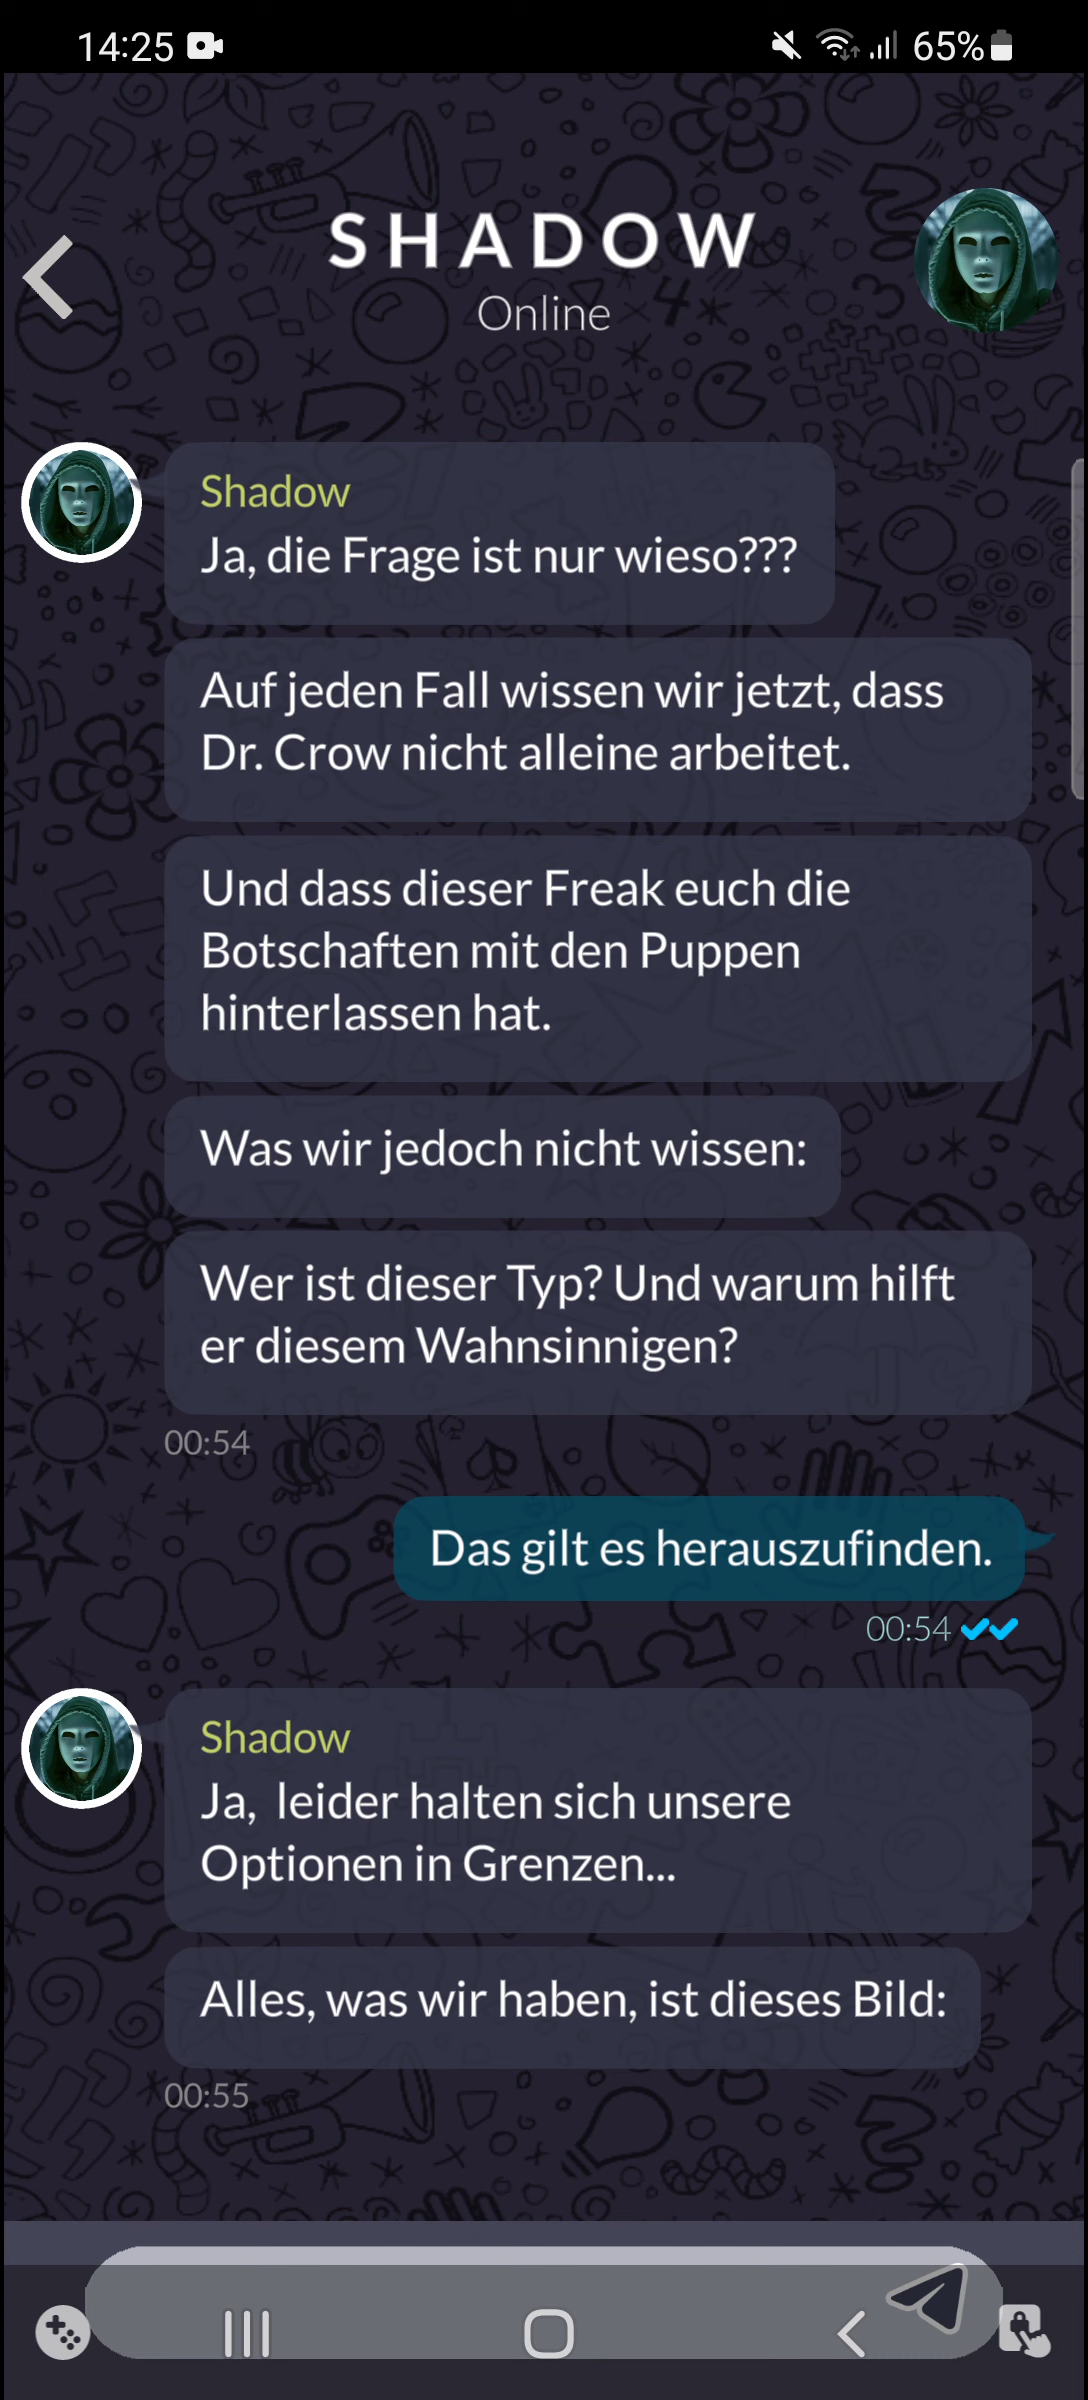 14:25
65%
SHADOW
Online
Shadow
Ja, die Frage ist nur wieso???
Auf jeden Fall wissen wir jetzt, dass
Dr. Crow nicht alleine arbeitet.
Und dass dieser Freak euch die
Botschaften mit den Puppen
hinterlassen hat.
Was wir jedoch nicht wissen:
Wer ist dieser Typ? Und warum hilft
er diesem Wahnsinnigen?
00:54
Das gilt es herauszufinden.
00:54
Shadow
Ja,  leider halten sich unsere
Optionen in Grenzen...
Alles, was wir haben, ist dieses Bild:
00:55